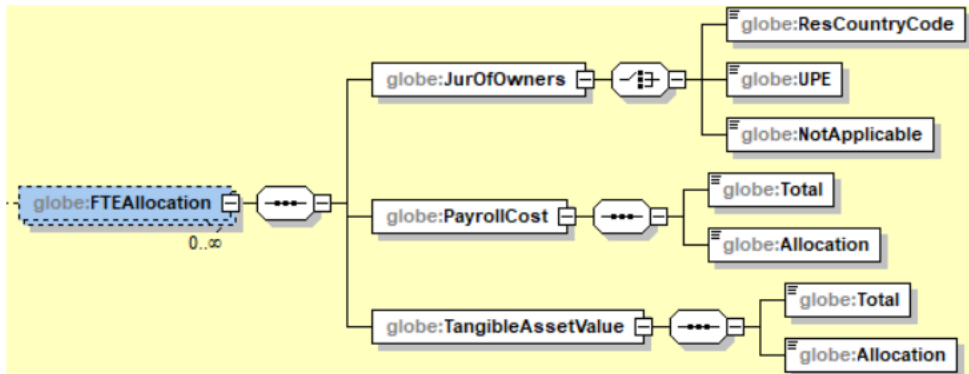 globe:ResCountryCode
globe:JurOfOwners
globe:UPE
globe:NotApplicable
globe:FTEAllocation
0..∞
globe:PayrollCost
globe:Total
globe:Allocation
globe:TangibleAssetValue
globe:Total
globe:Allocation